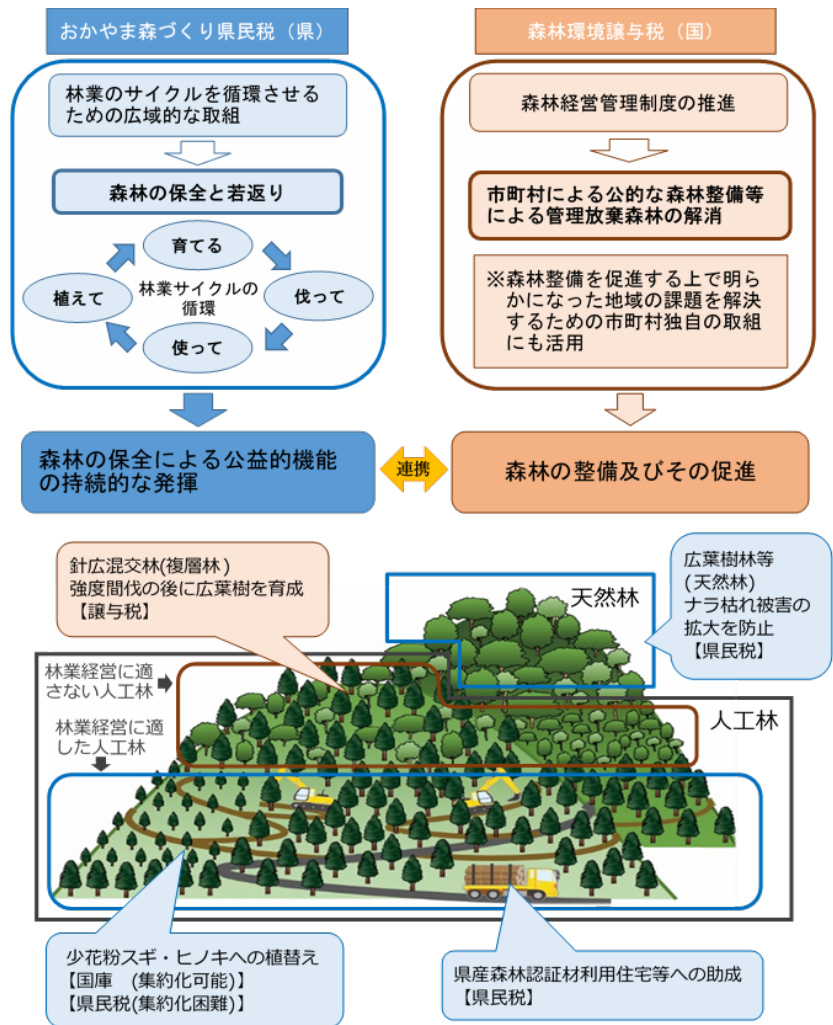 おかやま森づくり県民税（県）
林業のサイクルを循環させる
ための広域的な取組
森林の保全と若返り
育てる
植えて
林業サイクルの
循環
伐って
使って
森林の保全による公益的機能
の持続的な発揮
森林環境譲与税（国）
森林経営管理制度の推進
市町村による公的な森林整備等
による管理放棄森林の解消
※森林整備を促進する上で明ら
かになった地域の課題を解決
するための市町村独自の取組
にも活用
連携
森林の整備及びその促進
針広混交林(複層林)
強度間伐の後に広葉樹を育成
【譲与税】
天然林
広葉樹林等
(天然林)
ナラ枯れ被害の
拡大を防止
【県民税】
林業経営に適
さない人工林
人工林
林業経営に適
した人工林
少花粉スギ・ヒノキへの植替え
【国庫　(集約化可能)】
【県民税(集約化困難)】
県産森林認証材利用住宅等への助成
【県民税】